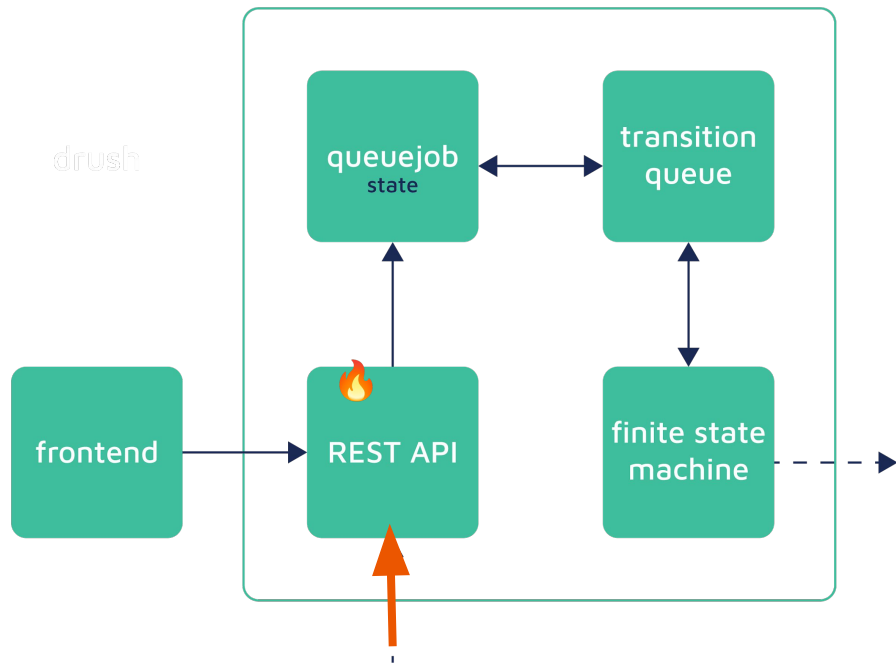 drush
queuejob
state
transition
queue
frontend
REST API
finite state
machine